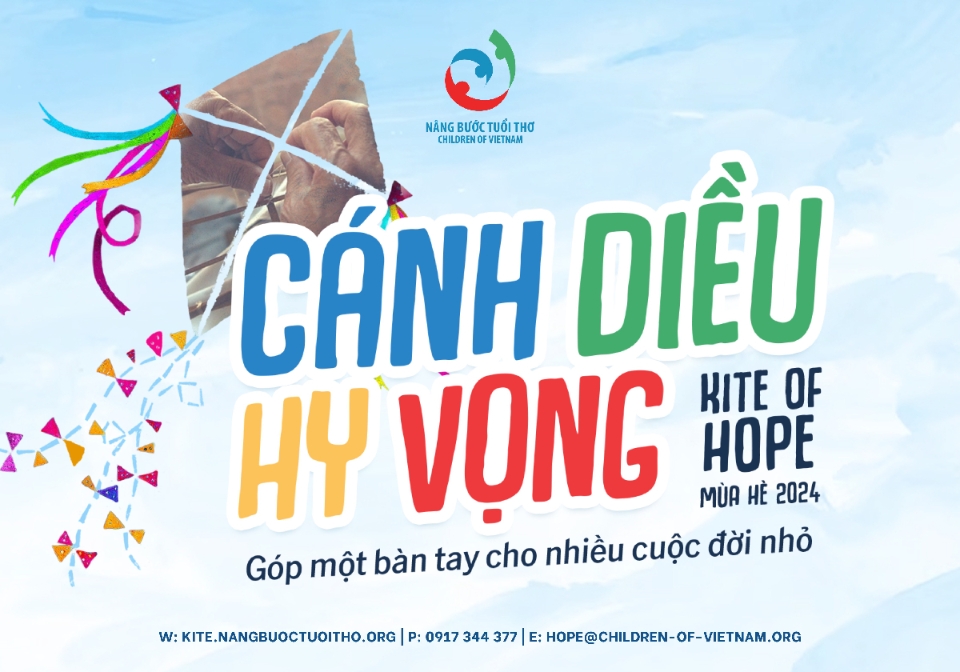 NÂNG BƯỚC TUỔI THƠ
CHILDREN OF VIETNAM
CÁNH DIỀU
HY VỌNG
KITE OF
HOPE
MÙA HÈ 2024
Góp một bàn tay cho nhiều cuộc đời nhỏ
W: KITE.NANGBUOCTUOITHO.ORG | P: 0917 344 377 | E: HOPE@CHILDREN-OF-VIETNAM.ORG